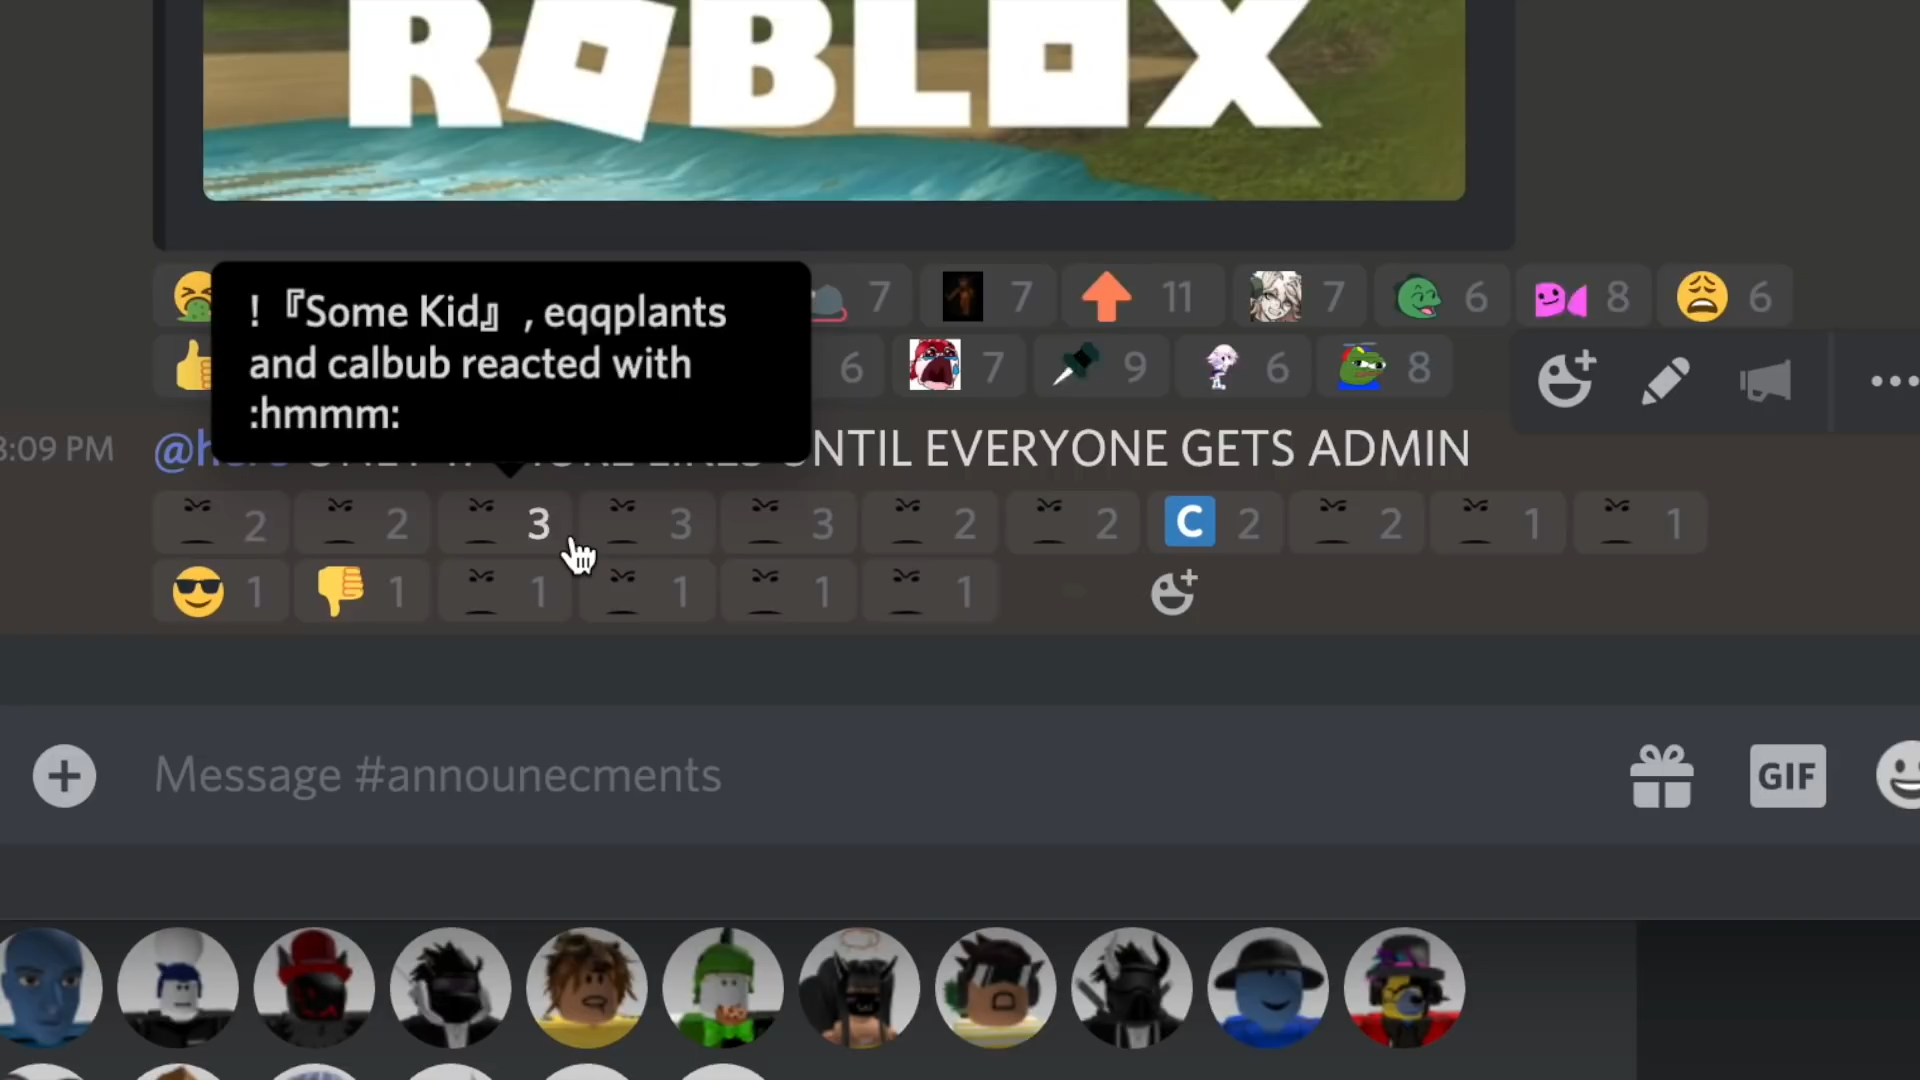 ROBLOX
7 7 11 7 6 8 6
! 『Some Kid』 , eqqplants
and calbub reacted with
:hmmm:
6 7 9 6 8
:09 PM UNTIL EVERYONE GETS ADMIN
2 2 3 3 3 2 2 C 2 2 1 1
1 1 1 1 1 1
Message #announecments
GIF